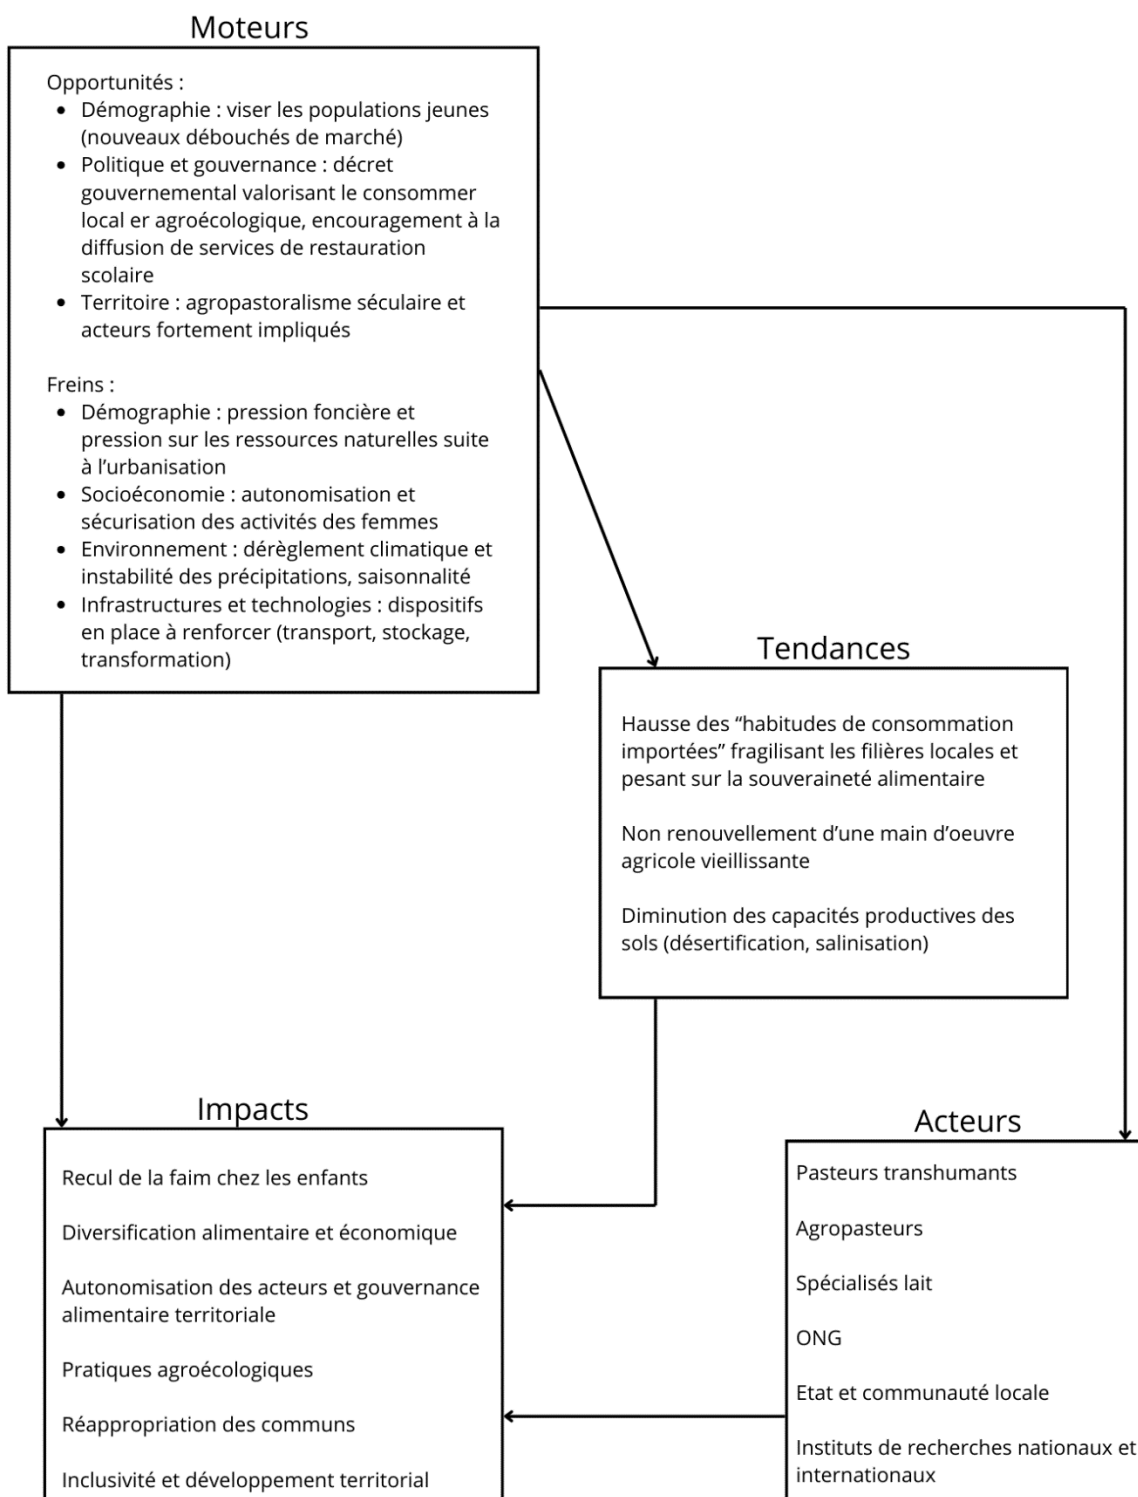 Moteurs
Opportunités :
• Démographie : viser les populations jeunes
(nouveaux débouchés de marché)
• Politique et gouvernance : décret
gouvernemental valorisant le consommer
local er agroécologique, encouragement à la
diffusion de services de restauration
scolaire
• Territoire : agropastoralisme séculaire et
acteurs fortement impliqués
Freins :
• Démographie : pression foncière et
pression sur les ressources naturelles suite
à l’urbanisation
• Socioéconomie : autonomisation et
sécurisation des activités des femmes
• Environnement : dérèglement climatique et
instabilité des précipitations, saisonnalité
• Infrastructures et technologies : dispositifs
en place à renforcer (transport, stockage,
transformation)
Tendances
Hausse des “habitudes de consommation
importées” fragilisant les filières locales et
pesant sur la souveraineté alimentaire
Non renouvellement d’une main d’oeuvre
agricole vieillissante
Diminution des capacités productives des
sols (désertification, salinisation)
Impacts
Recul de la faim chez les enfants
Diversification alimentaire et économique
Autonomisation des acteurs et gouvernance
alimentaire territoriale
Pratiques agroécologiques
Réappropriation des communs
Inclusivité et développement territorial
Acteurs
Pasteurs transhumants
Agropasteurs
Spécialisés lait
ONG
Etat et communauté locale
Instituts de recherches nationaux et
internationaux